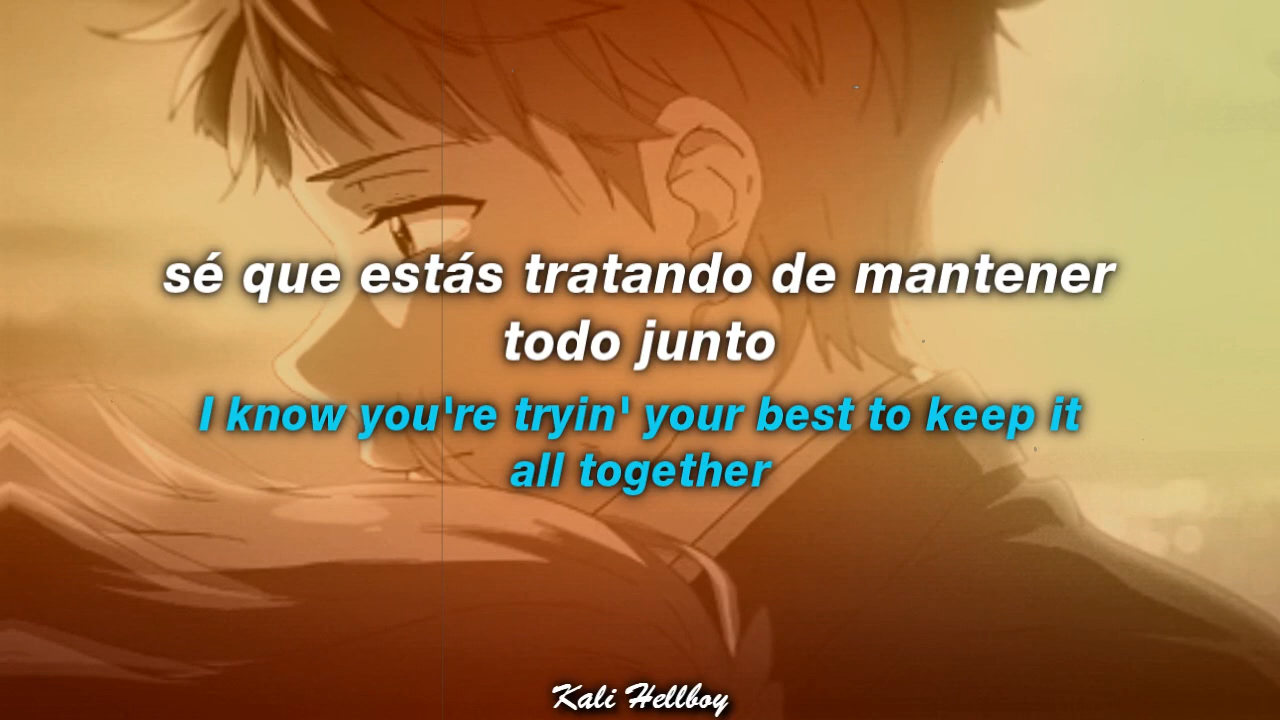 sé que estás tratando de mantener
todo junto
I know you're tryin' your best to keep it
all together
Kali Hellboy